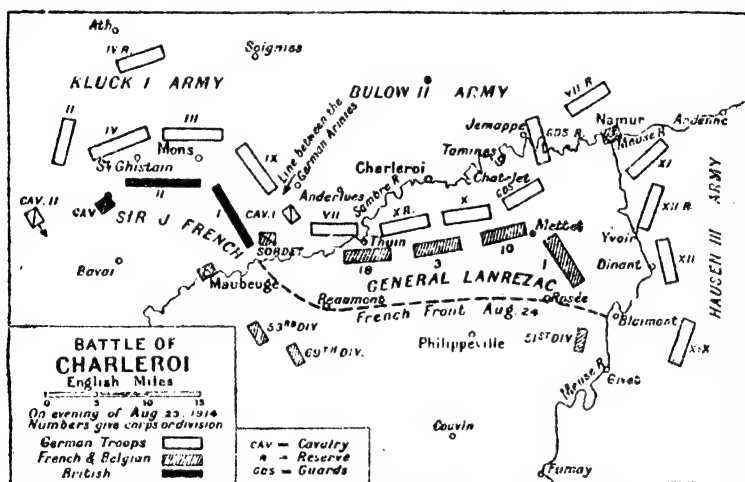 Ath
IV R.
Soignies
KLUCK I ARMY
BULOW II ARMY
VII R.
II
IV
III
Mons
St Ghislain
IX
Line between the
German Armies
Jemappe
GDS R.
Namur
Andenne
Meuse R.
Tamines
Charleroi
Chatelet
GDS
XI
HAUSEN III ARMY
CAV. II
CAV
II
SIR J FRENCH
I
CAV. I
Anderlues
Sambre R
VII
XR.
X
XII R.
SORDET
Thuin
18
3
10
Mettet
1
Yvoir
XII
Dinant
Bavai
Maubeuge
GENERAL LANREZAC
Beaumont
French Front Aug. 24
Rosée
Blaimont
XIX
53RD DIV
69TH DIV.
Philippeville
51ST DIV
Meuse R
Givet
Couvin
Fumay
BATTLE OF
CHARLEROI
English Miles
0 5 10 15
On evening of Aug 23, 1914
Numbers give corps or division
German Troops
French & Belgian
British
CAV = Cavalry
R = Reserve
GDS = Guards